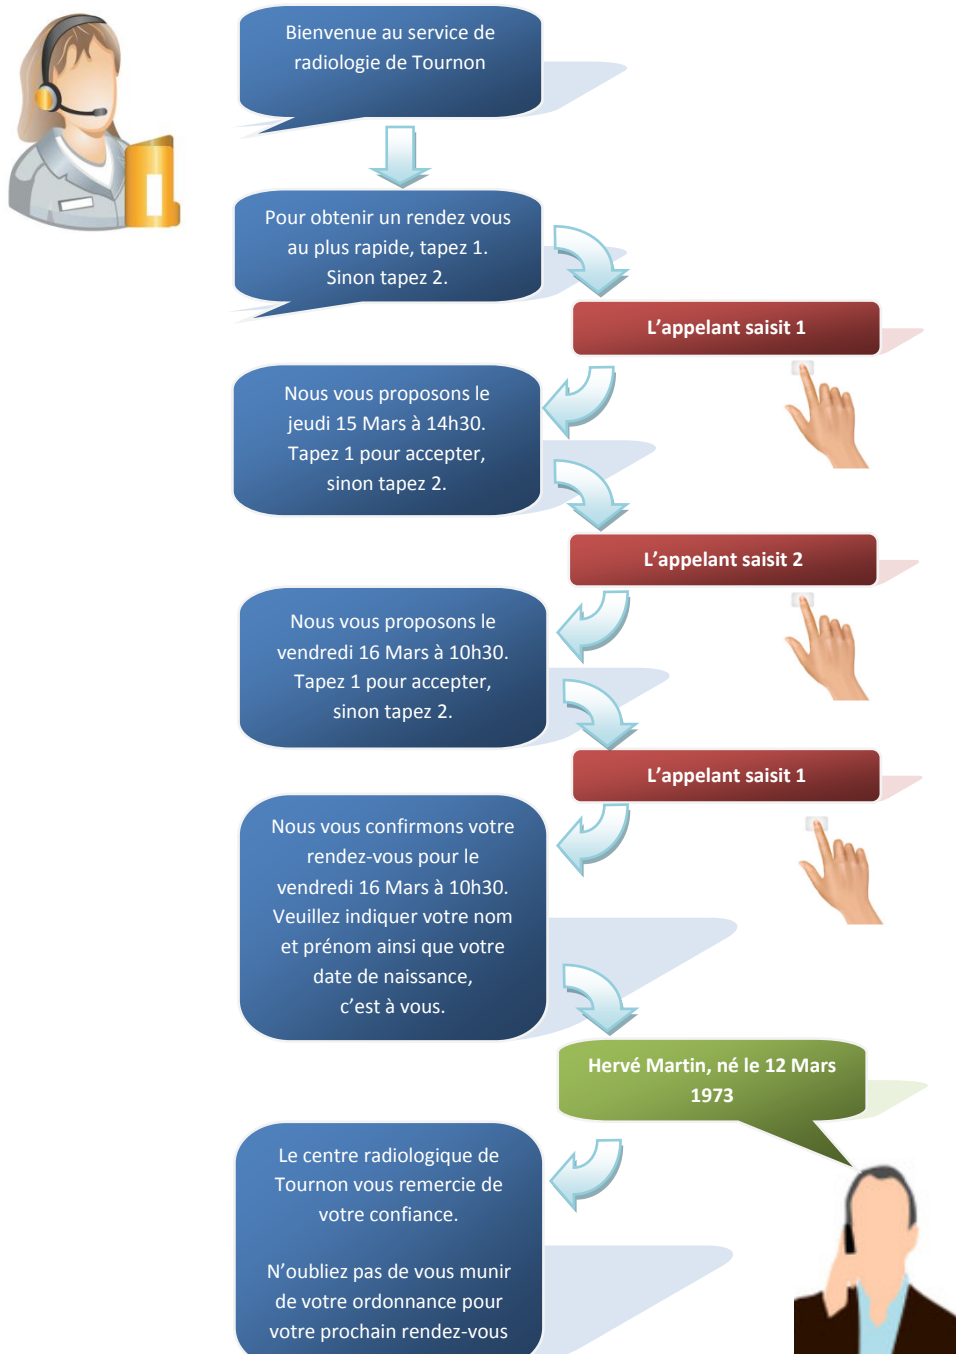 Bienvenue au service de
radiologie de Tournon
Pour obtenir un rendez vous
au plus rapide, tapez 1.
Sinon tapez 2.
L’appelant saisit 1
Nous vous proposons le
jeudi 15 Mars à 14h30.
Tapez 1 pour accepter,
sinon tapez 2.
L’appelant saisit 2
Nous vous proposons le
vendredi 16 Mars à 10h30.
Tapez 1 pour accepter,
sinon tapez 2.
L’appelant saisit 1
Nous vous confirmons votre
rendez-vous pour le
vendredi 16 Mars à 10h30.
Veuillez indiquer votre nom
et prénom ainsi que votre
date de naissance,
c’est à vous.
Hervé Martin, né le 12 Mars
1973
Le centre radiologique de
Tournon vous remercie de
votre confiance.
N’oubliez pas de vous munir
de votre ordonnance pour
votre prochain rendez-vous